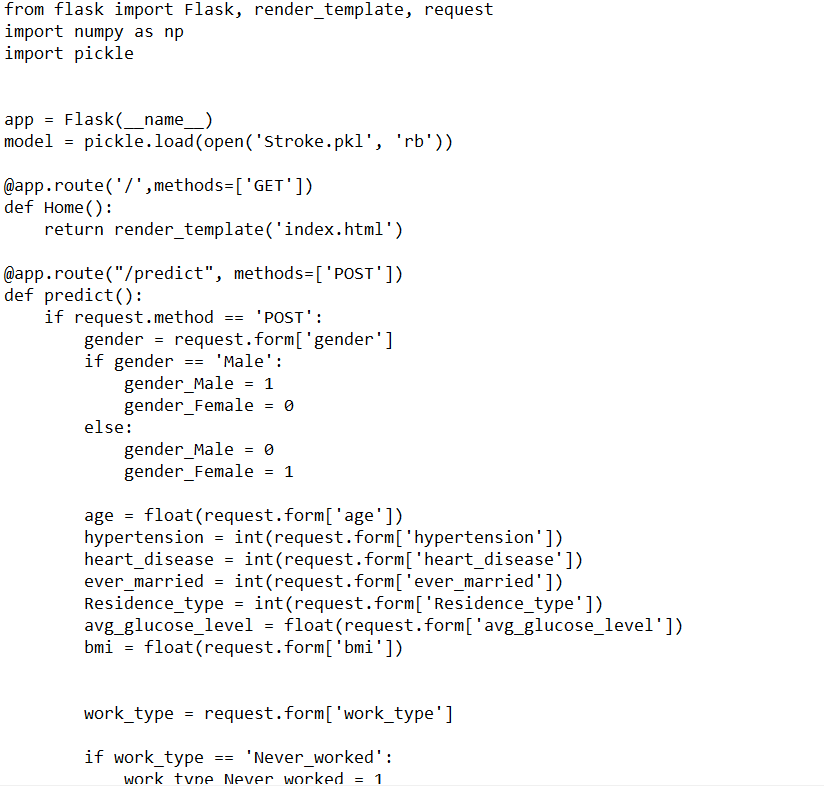 from flask import Flask, render_template, request
import numpy as np
import pickle
app = Flask(__name__)
model = pickle.load(open('Stroke.pkl', 'rb'))
@app.route('/',methods=['GET'])
def Home():
    return render_template('index.html')
@app.route("/predict", methods=['POST'])
def predict():
    if request.method == 'POST':
        gender = request.form['gender']
        if gender == 'Male':
            gender_Male = 1
            gender_Female = 0
        else:
            gender_Male = 0
            gender_Female = 1
        age = float(request.form['age'])
        hypertension = int(request.form['hypertension'])
        heart_disease = int(request.form['heart_disease'])
        ever_married = int(request.form['ever_married'])
        Residence_type = int(request.form['Residence_type'])
        avg_glucose_level = float(request.form['avg_glucose_level'])
        bmi = float(request.form['bmi'])
        work_type = request.form['work_type']
        if work_type == 'Never_worked':
            work_type_Never_worked = 1